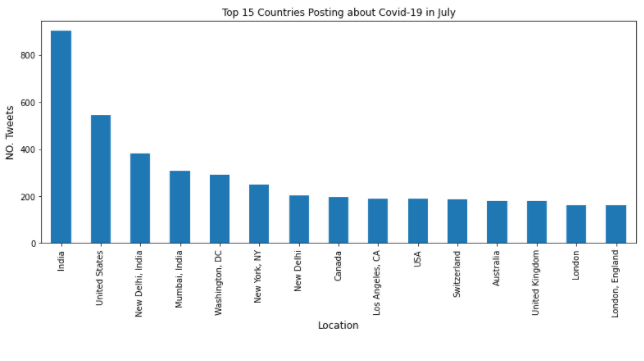 Top 15 Countries Posting about Covid-19 in July
NO. Tweets
800
600
400
200
0
India
United States
New Delhi, India
Mumbai, India
Washington, DC
New York, NY
New Delhi
Canada
Los Angeles, CA
USA
Switzerland
Australia
United Kingdom
London
London, England
Location